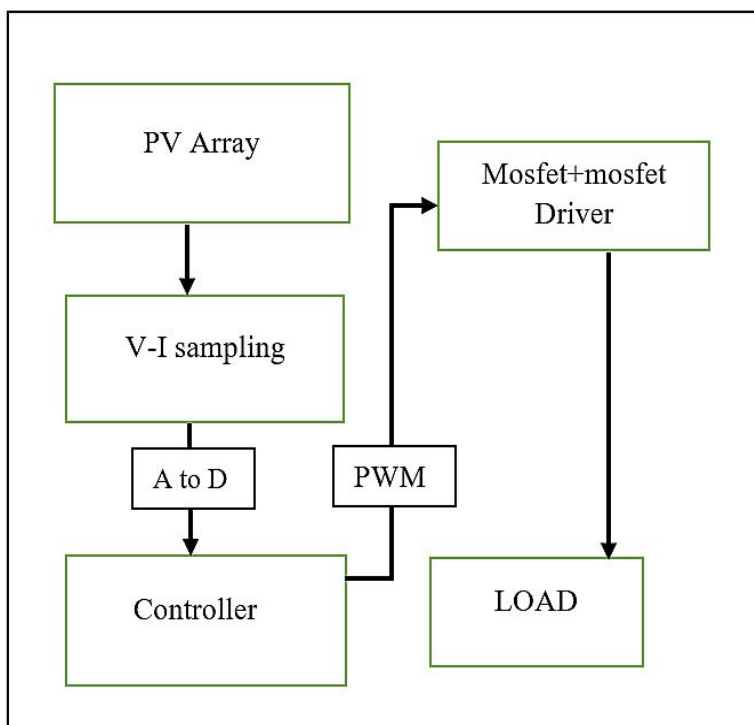 PV Array
V-I sampling
A to D
Controller
PWM
Mosfet+mosfet
Driver
LOAD